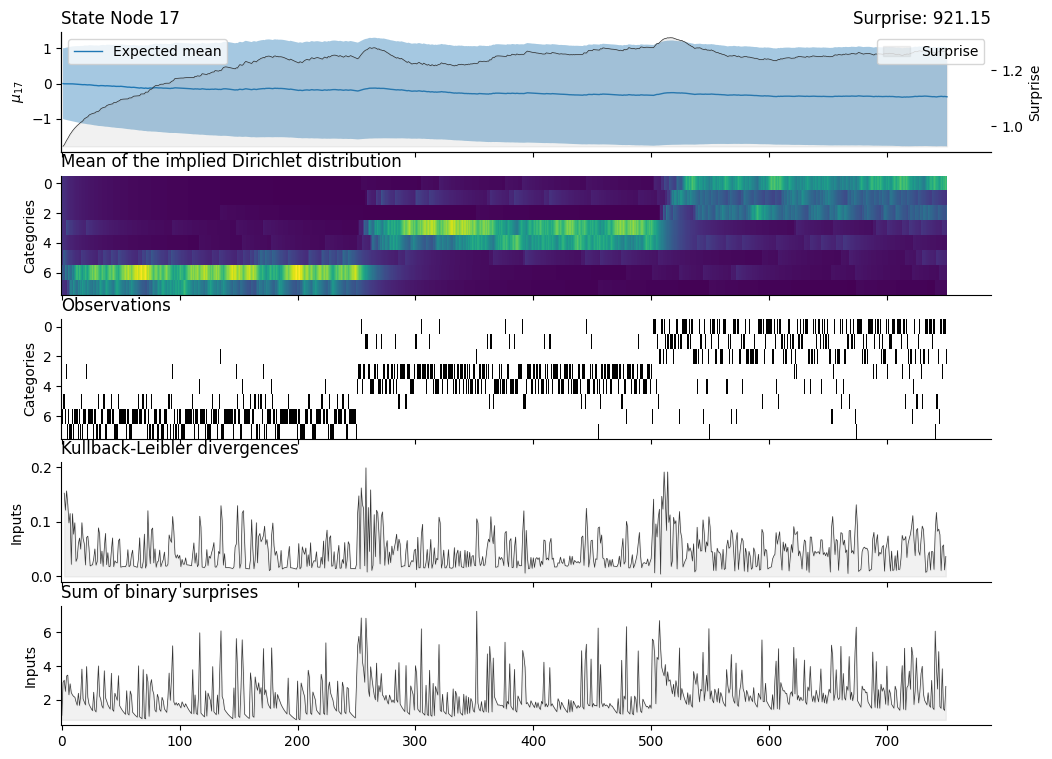 State Node 17
Surprise: 921.15
Expected mean
Surprise
1
0
−1
μ17
1.2
1.0
Surprise
Mean of the implied Dirichlet distribution
0
2
4
6
Categories
Observations
0
2
4
6
Categories
Kullback-Leibler divergences
0.2
0.1
0.0
Inputs
Sum of binary surprises
6
4
2
Inputs
0 100 200 300 400 500 600 700